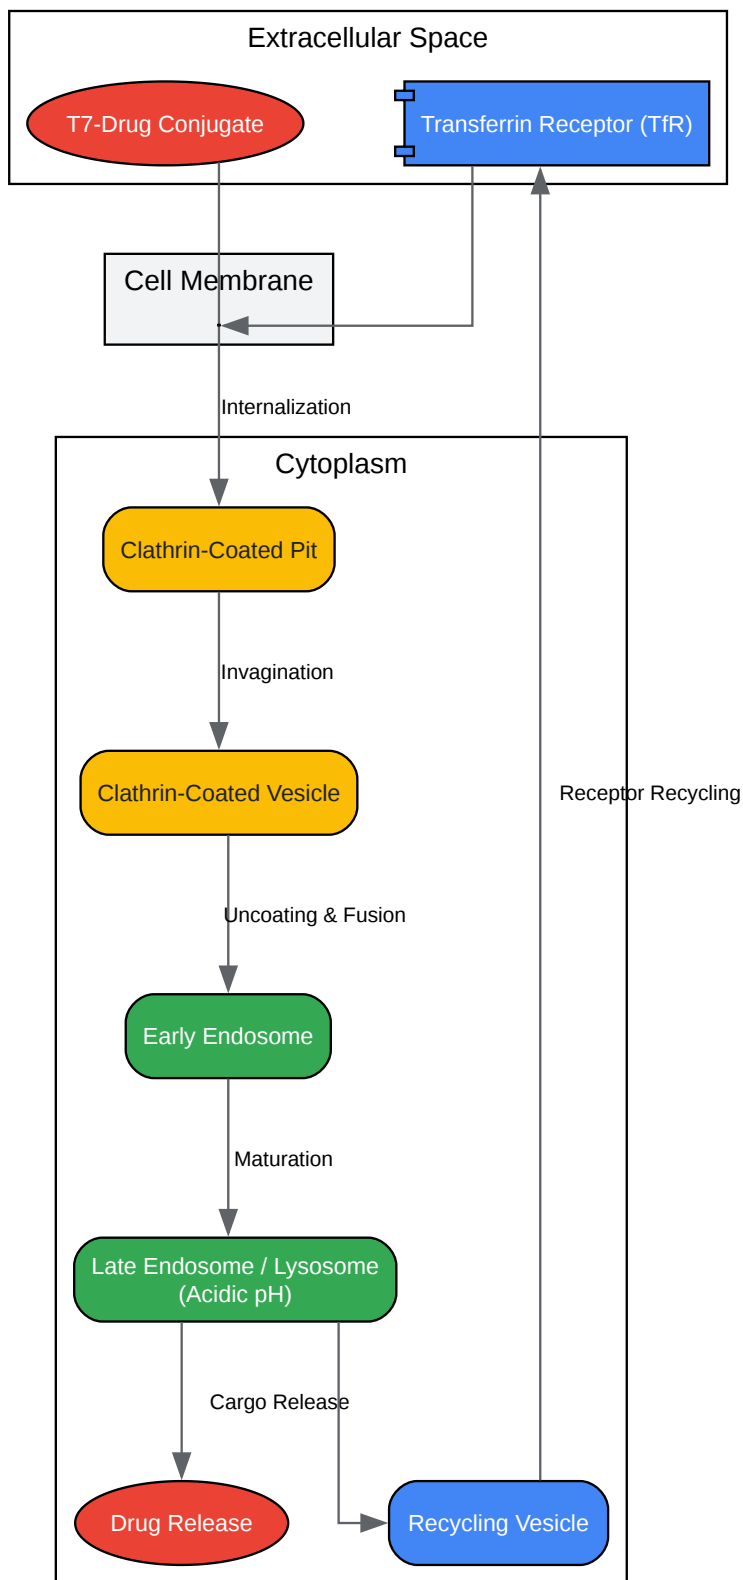 Extracellular Space
T7-Drug Conjugate
Transferrin Receptor (TfR)
Cell Membrane
Internalization
Cytoplasm
Clathrin-Coated Pit
Invagination
Clathrin-Coated Vesicle
Receptor Recycling
Uncoating & Fusion
Early Endosome
Maturation
Late Endosome / Lysosome
(Acidic pH)
Cargo Release
Drug Release
Recycling Vesicle